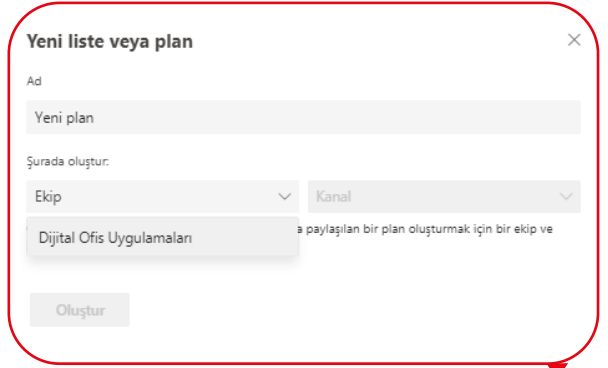 Yeni liste veya plan
Ad
Yeni plan
Şurada oluştur:
Ekip
Kanal
Dijital Ofis Uygulamaları
paylaşılan bir plan oluşturmak için bir ekip ve
Oluştur